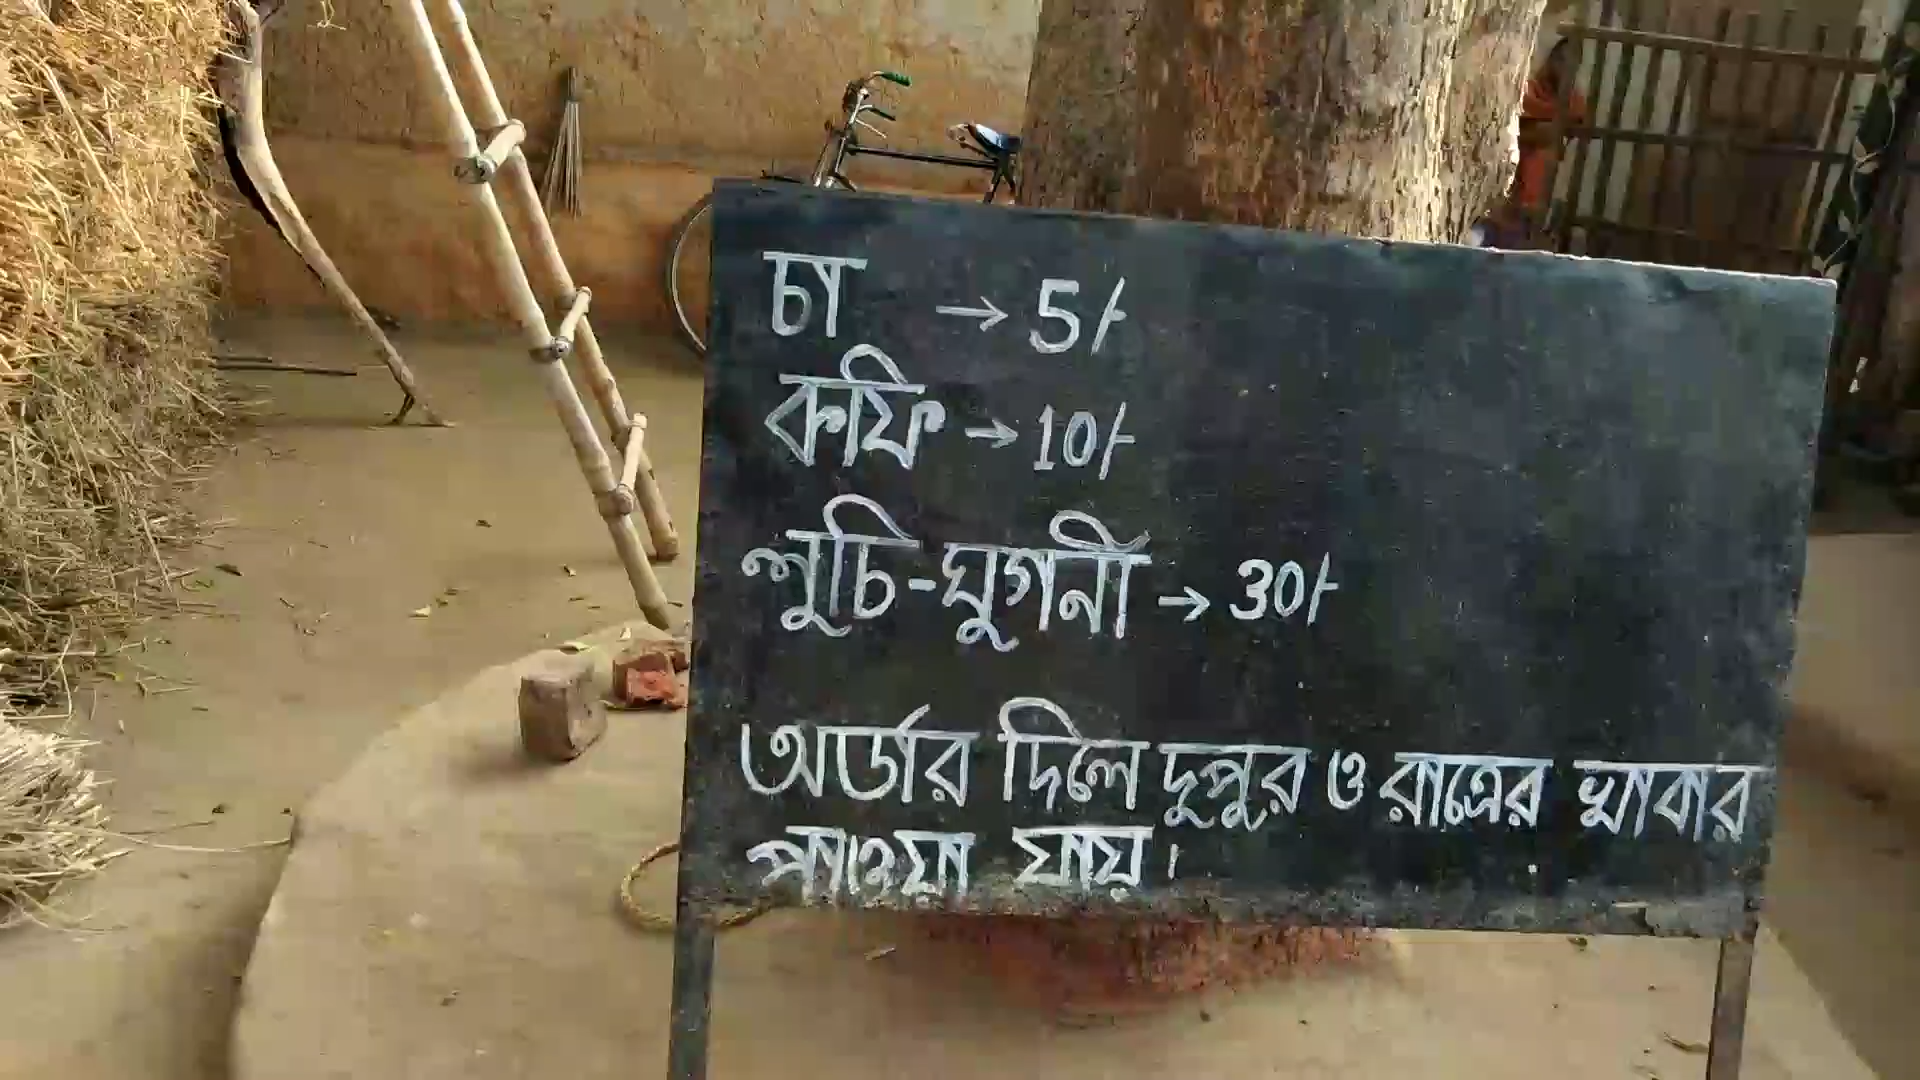 চা → 5/-
কফি → 10/-
লুচি-ঘুগনী → 30/-
অর্ডার দিলে দুপুর ও রাত্রের খাবার
পাওয়া যায়।